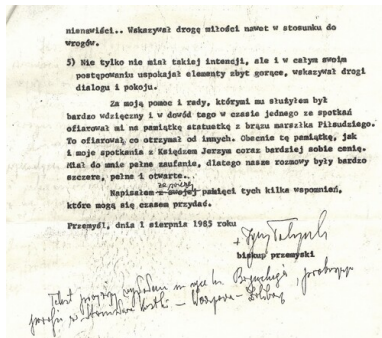 nienawiści.. Wskazywał drogę miłości nawet w stosunku do
wrogów.
5) Nie tylko nie miał takiej intencji, ale i w całym swoim
postępowaniu uspokajał elementy zbyt gorące, wskazywał drogi
dialogu i pokoju.
Za moją pomoc i rady, którymi mu służyłem był
bardzo wdzięczny i w dowód tego w czasie jednego ze spotkań
ofiarował mi na pamiątkę statuetkę z brązu marszałka Piłsudziego.
To ofiarował co otrzymał od innych. Obecnie tę pamiątkę, jak
i moje spotkania z Księdzem Jerzym coraz bardziej sobie cenię.
Miał do mnie pełne zaufanie, dlatego nasze rozmowy były bardzo
szczere, pełne i otwarte..
Napisałem z swojej pamięci tych kilka wspomnień,
które mogą się czasem przydać.
Przemyśl, dnia 1 sierpnia 1985 roku
biskup przemyski
Tekst